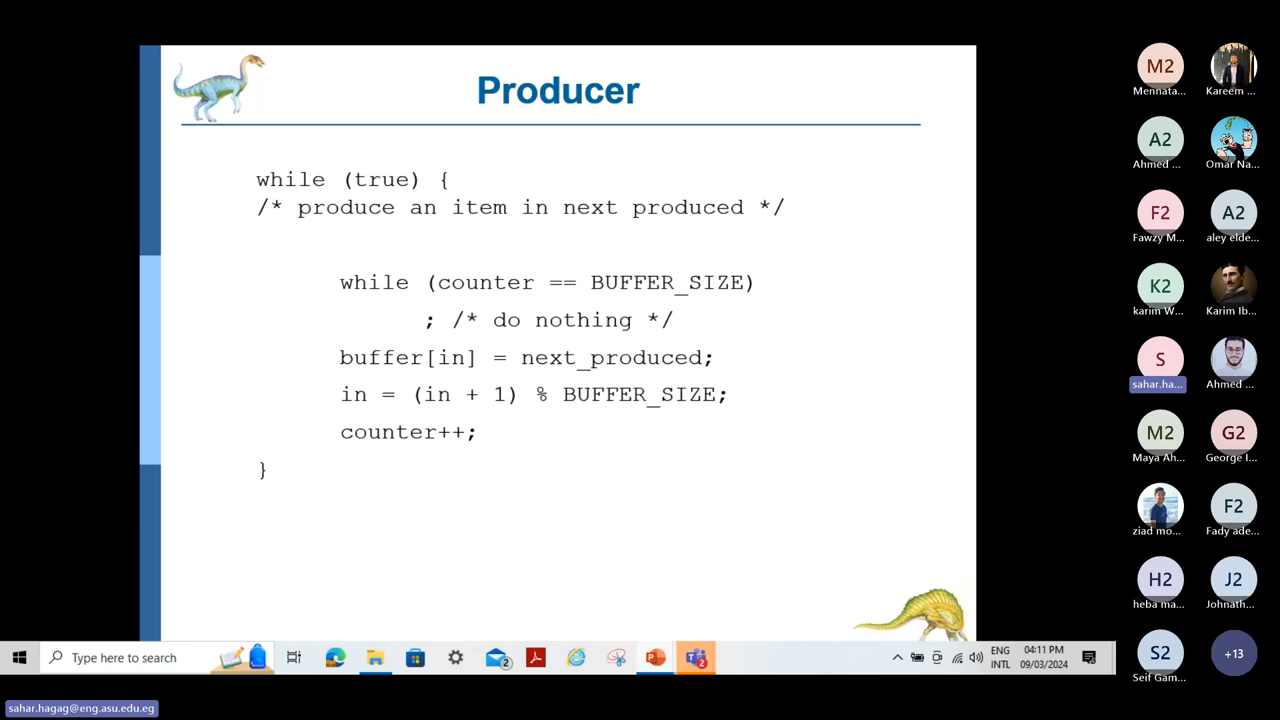 Producer
while (true) {
/* produce an item in next produced */
while (counter == BUFFER_SIZE)
; /* do nothing */
buffer[in] = next_produced;
in = (in + 1) % BUFFER_SIZE;
counter++;
}
M2
Mennata...
Kareem ...
A2
Ahmed ...
Omar Na...
F2
Fawzy M...
A2
aley elde...
K2
karim W...
Karim Ib...
S
sahar.ha...
Ahmed ...
M2
Maya Ah...
G2
George I...
ziad mo...
F2
Fady ade...
H2
heba ma...
J2
Johnath...
S2
Seif Gam...
+13
Type here to search
2
2
ENG
INTL
04:11 PM
09/03/2024
sahar.hagag@eng.asu.edu.eg